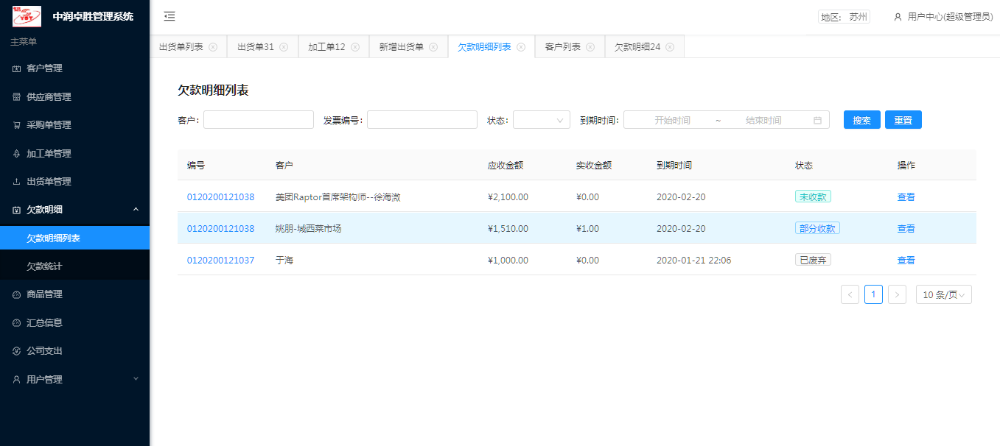 YST 中润卓胜管理系统
地区: 苏州 用户中心(超级管理员)
主菜单
客户管理
供应商管理
采购单管理
加工单管理
出货单管理
欠款明细
欠款明细列表
欠款统计
商品管理
汇总信息
公司支出
用户管理
出货单列表 出货单31 加工单12 新增出货单 欠款明细列表 客户列表 欠款明细24
欠款明细列表
客户: 发票编号: 状态: 到期时间: 开始时间 ~ 结束时间 搜索 重置
编号 客户 应收金额 实收金额 到期时间 状态 操作
0120200121038 美团Raptor首席架构师--徐海溦 ¥2,100.00 ¥0.00 2020-02-20 未收款 查看
0120200121038 姚朋-城西菜市场 ¥1,510.00 ¥1.00 2020-02-20 部分收款 查看
0120200121037 于海 ¥1,000.00 ¥0.00 2020-01-21 22:06 已废弃 查看
< 1 > 10 条/页